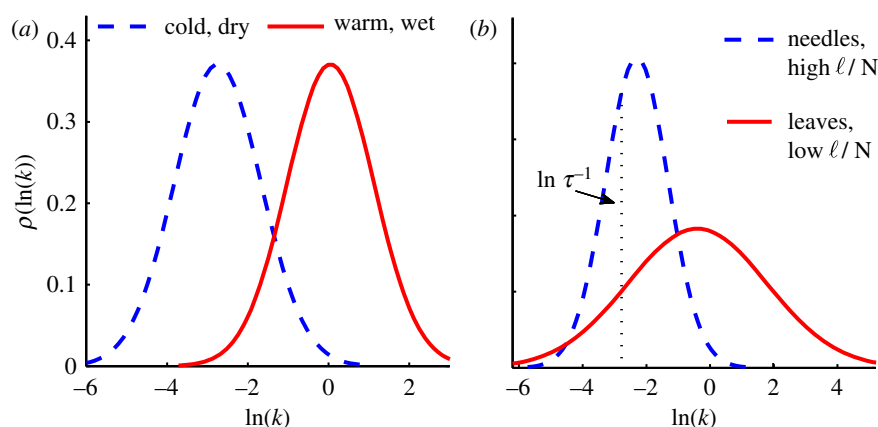 (a)
cold, dry
warm, wet
0.4
0.3
0.2
0.1
0
ρ(ln(k))
−6 −4 −2 0 2
ln(k)
(b)
needles,
high ℓ / N
leaves,
low ℓ / N
ln τ⁻¹
−6 −4 −2 0 2 4
ln(k)